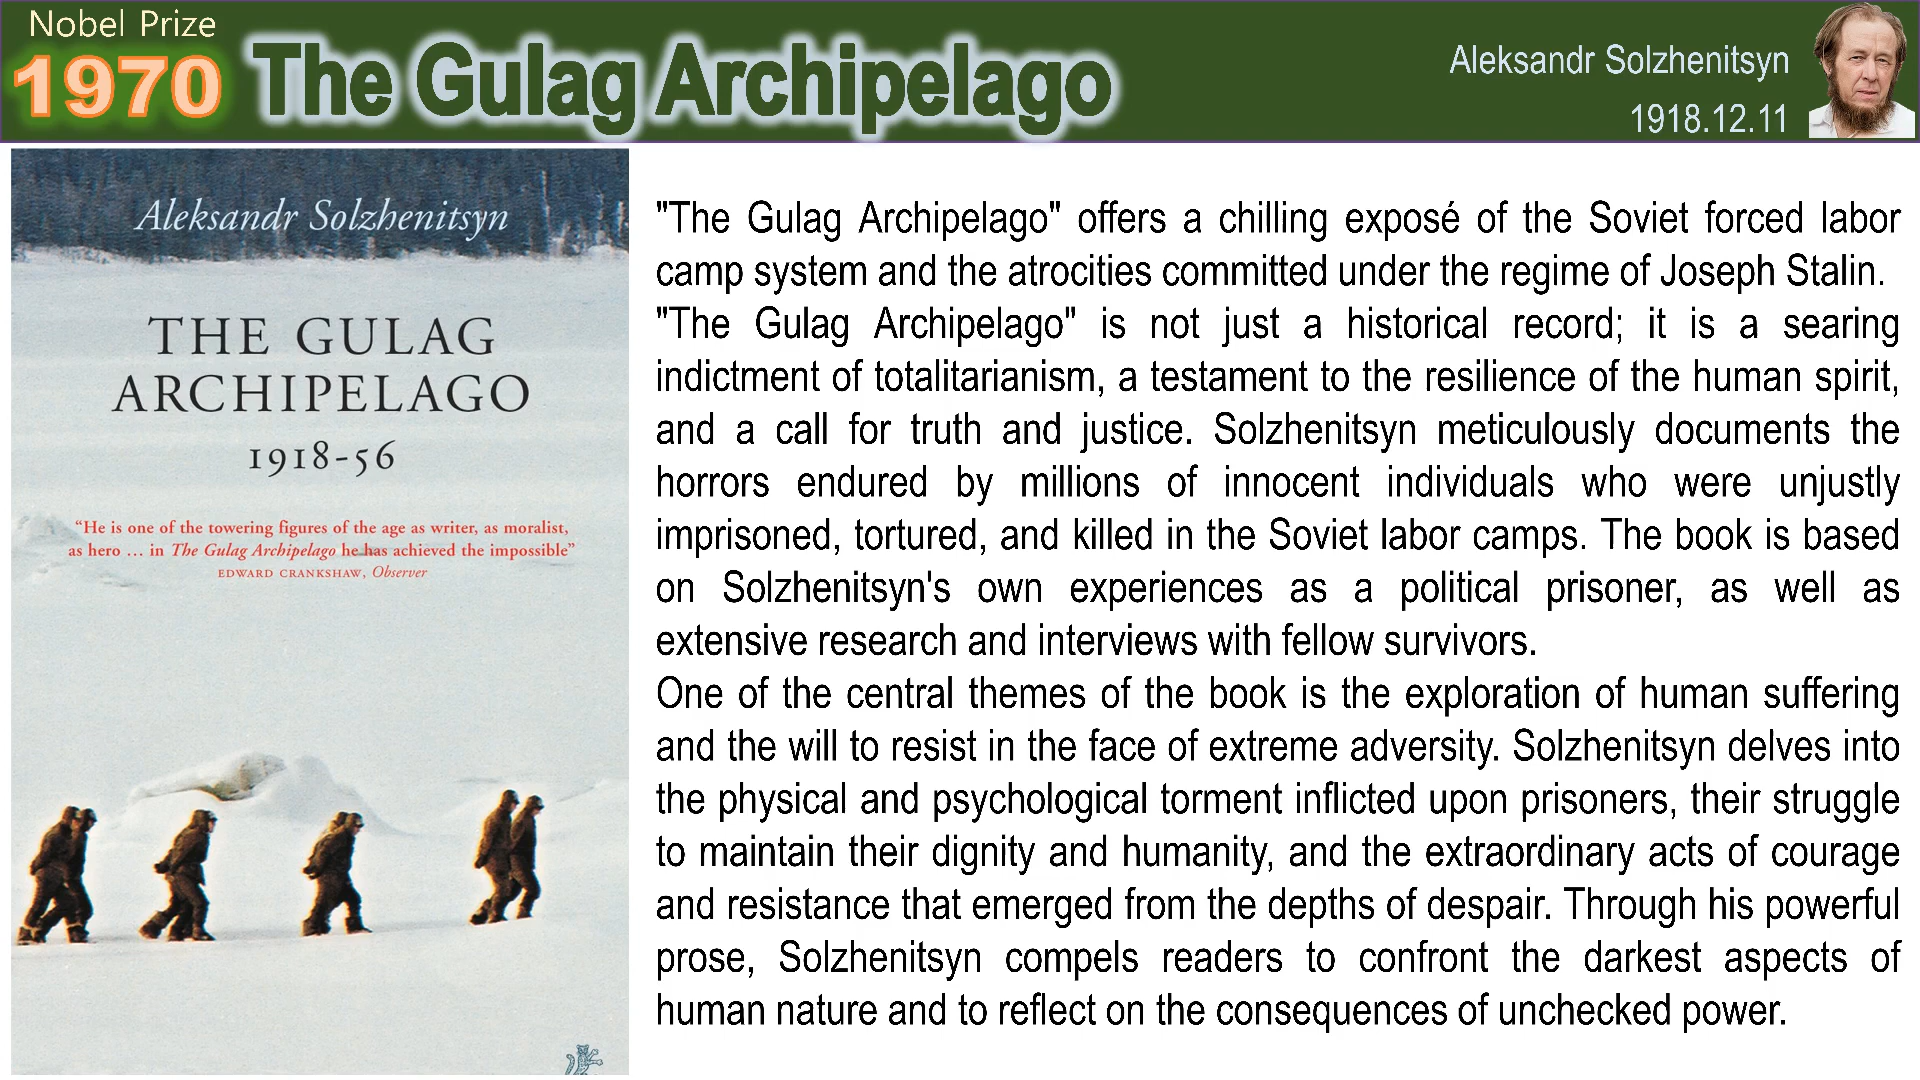 Nobel Prize
1970 The Gulag Archipelago
Aleksandr Solzhenitsyn
1918.12.11
Aleksandr Solzhenitsyn
THE GULAG
ARCHIPELAGO
1918-56
“He is one of the towering figures of the age as writer, as moralist,
as hero … in The Gulag Archipelago he has achieved the impossible”
EDWARD CRANKSHAW, Observer
"The Gulag Archipelago" offers a chilling exposé of the Soviet forced labor
camp system and the atrocities committed under the regime of Joseph Stalin.
"The Gulag Archipelago" is not just a historical record; it is a searing
indictment of totalitarianism, a testament to the resilience of the human spirit,
and a call for truth and justice. Solzhenitsyn meticulously documents the
horrors endured by millions of innocent individuals who were unjustly
imprisoned, tortured, and killed in the Soviet labor camps. The book is based
on Solzhenitsyn's own experiences as a political prisoner, as well as
extensive research and interviews with fellow survivors.
One of the central themes of the book is the exploration of human suffering
and the will to resist in the face of extreme adversity. Solzhenitsyn delves into
the physical and psychological torment inflicted upon prisoners, their struggle
to maintain their dignity and humanity, and the extraordinary acts of courage
and resistance that emerged from the depths of despair. Through his powerful
prose, Solzhenitsyn compels readers to confront the darkest aspects of
human nature and to reflect on the consequences of unchecked power.